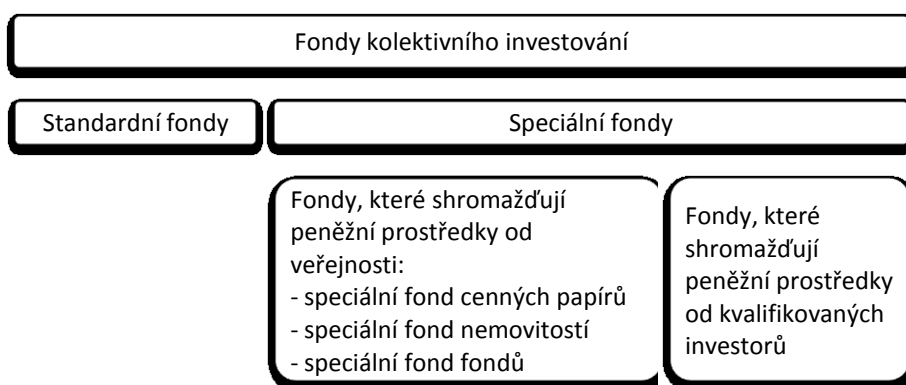 Fondy kolektivního investování
Standardní fondy
Speciální fondy
Fondy, které shromažďují
peněžní prostředky od
veřejnosti:
- speciální fond cenných papírů
- speciální fond nemovitostí
- speciální fond fondů
Fondy, které
shromažďují
peněžní prostředky
od kvalifikovaných
investorů